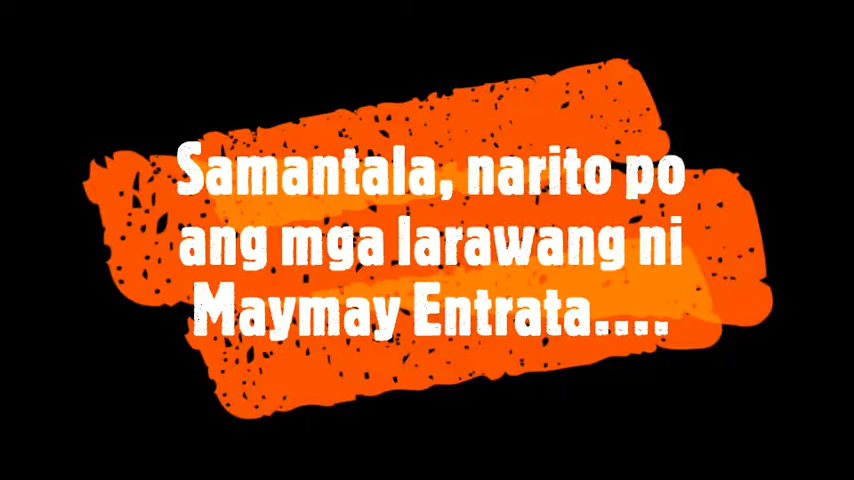 Samantala, narito po
ang mga larawang ni
Maymay Entrata....